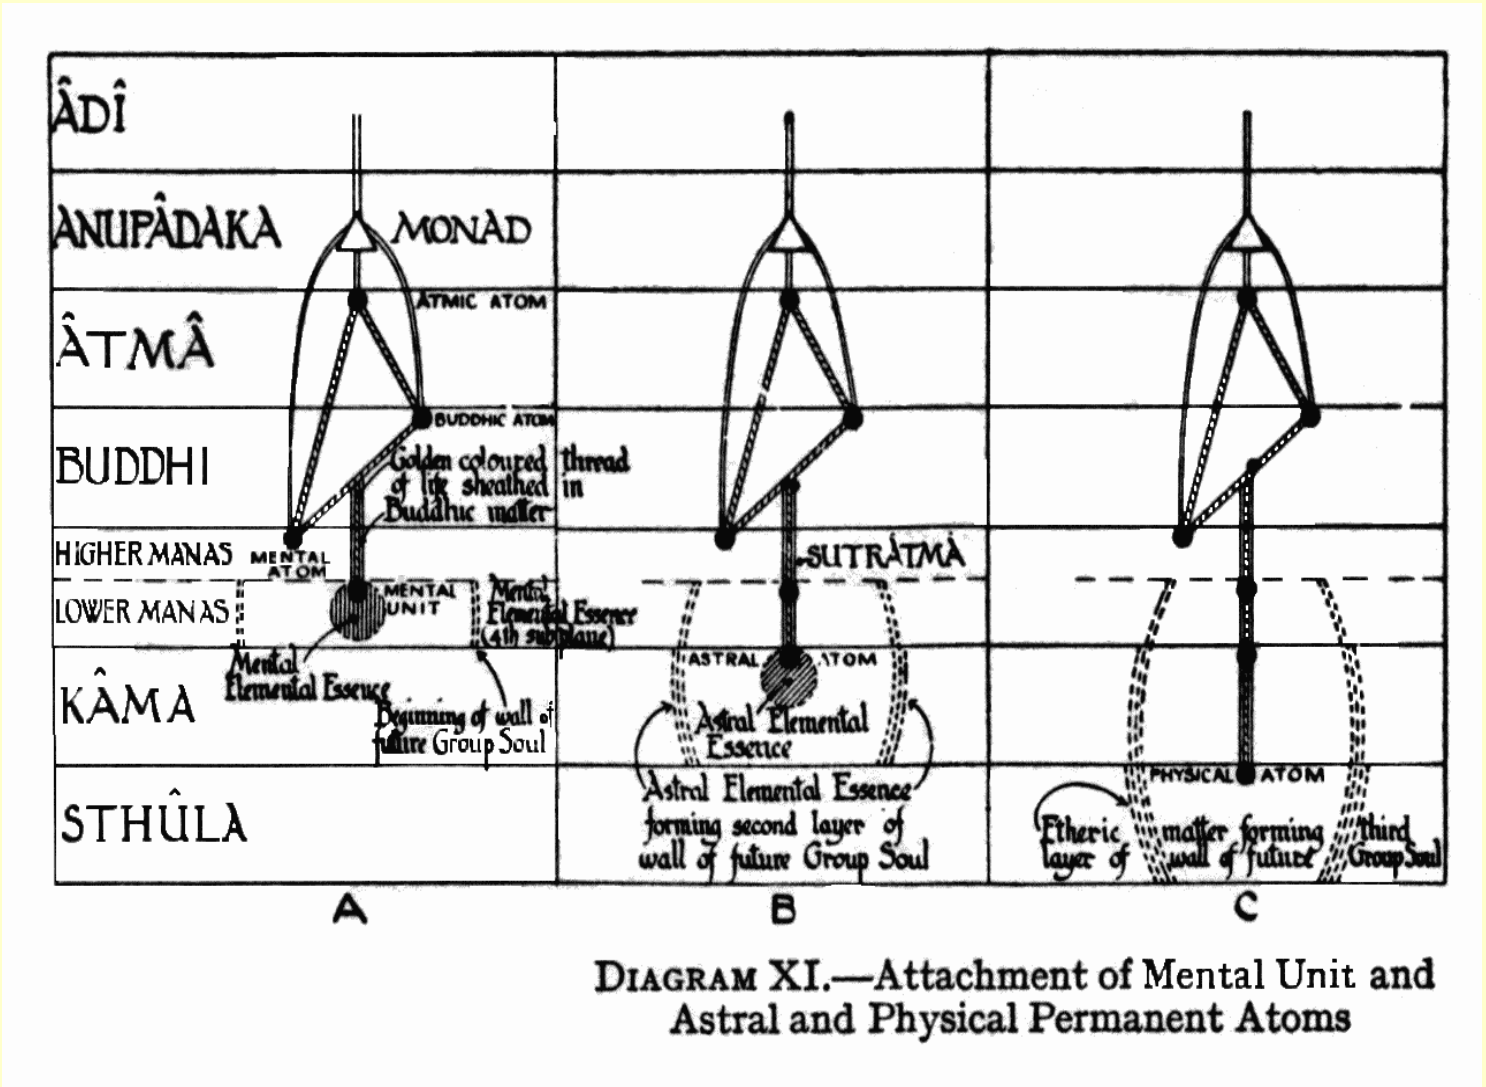 ÂDÎ
ANUPÂDAKA
MONAD
ÂTMÂ
ATMIC ATOM
BUDDHI
BUDDHIC ATOM
Golden coloured thread
of life sheathed in
Buddhic matter
HIGHER MANAS
MENTAL
ATOM
LOWER MANAS
MENTAL
UNIT
Mental
Elemental Essence
(4th subplane)
KÂMA
Mental
Elemental Essence
Beginning of wall of
future Group Soul
STHÛLA
A
SUTRÂTMÂ
ASTRAL ATOM
Astral Elemental
Essence
Astral Elemental Essence
forming second layer of
wall of future Group Soul
B
PHYSICAL ATOM
Etheric matter forming third
layer of wall of future Group Soul
C
DIAGRAM XI.—Attachment of Mental Unit and
Astral and Physical Permanent Atoms